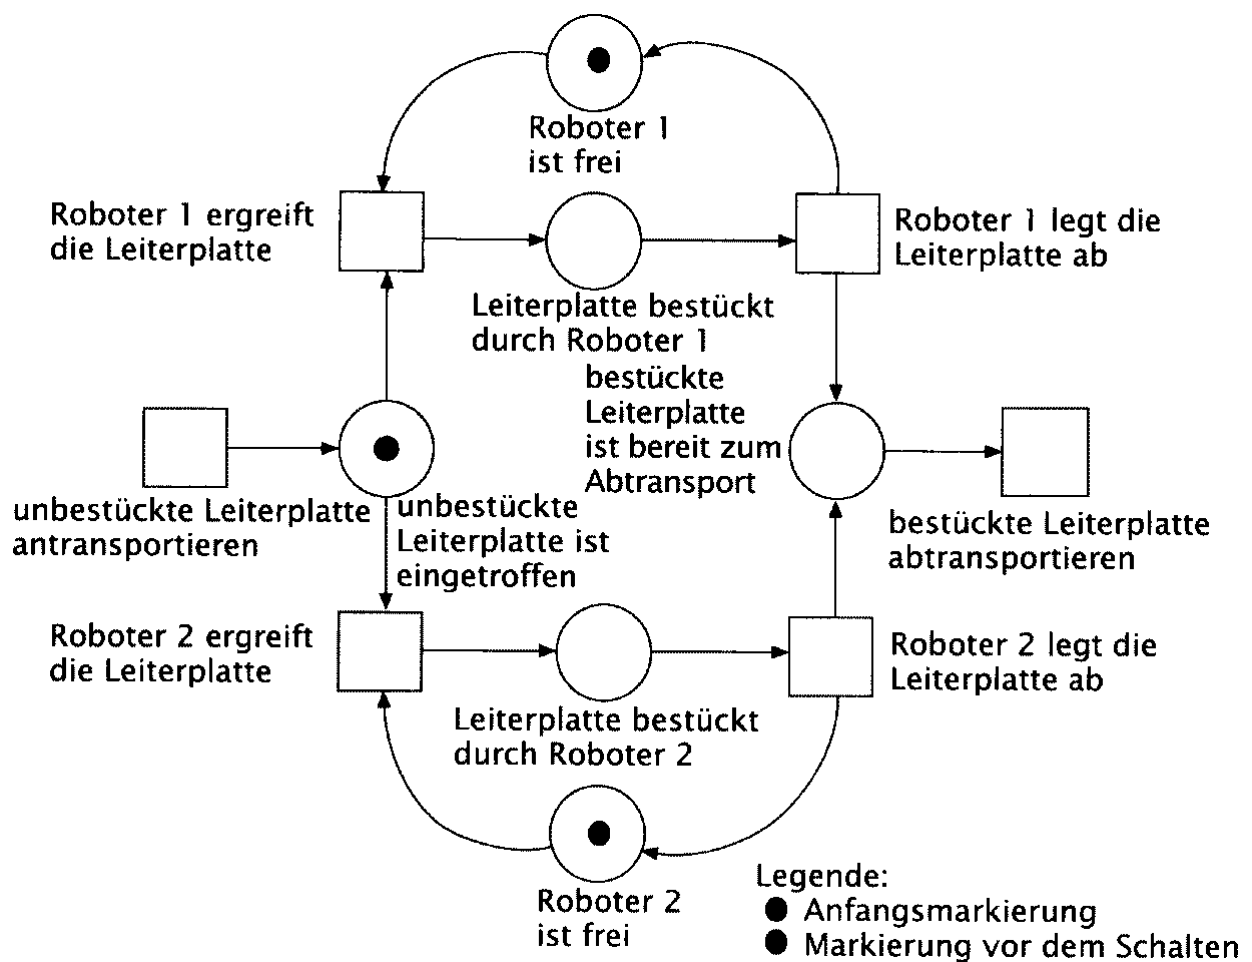 Roboter 1
ist frei
Roboter 1 ergreift
die Leiterplatte
Roboter 1 legt die
Leiterplatte ab
Leiterplatte bestückt
durch Roboter 1
bestückte
Leiterplatte
ist bereit zum
Abtransport
unbestückte Leiterplatte
antransportieren
unbestückte
Leiterplatte ist
eingetroffen
bestückte Leiterplatte
abtransportieren
Roboter 2 ergreift
die Leiterplatte
Roboter 2 legt die
Leiterplatte ab
Leiterplatte bestückt
durch Roboter 2
Roboter 2
ist frei
Legende:
Anfangsmarkierung
Markierung vor dem Schalten